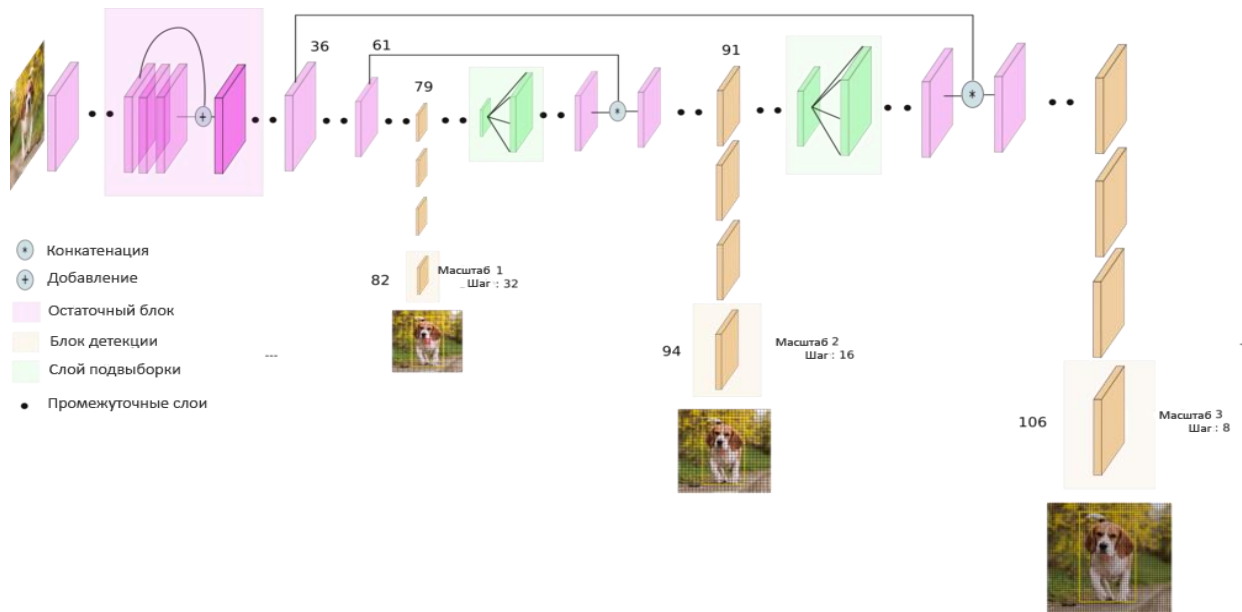 36
61
91
79
*
+
*
*
Конкатенация
+
Добавление
Остаточный блок
Блок детекции
Слой подвыборки
Промежуточные слои
---
82
Масштаб 1
Шаг : 32
94
Масштаб 2
Шаг : 16
106
Масштаб 3
Шаг : 8